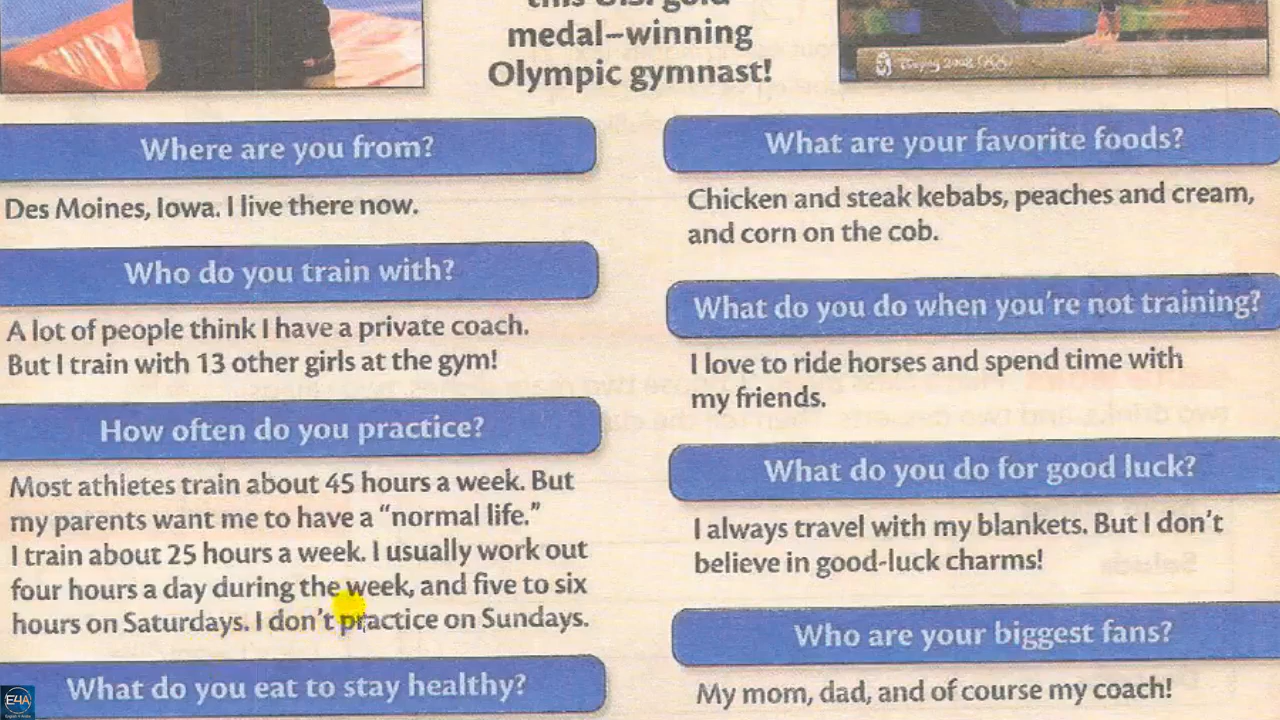 this U.S. gold
medal–winning
Olympic gymnast!
Beijing 2008
Where are you from?
Des Moines, Iowa. I live there now.
Who do you train with?
A lot of people think I have a private coach.
But I train with 13 other girls at the gym!
How often do you practice?
Most athletes train about 45 hours a week. But
my parents want me to have a “normal life.”
I train about 25 hours a week. I usually work out
four hours a day during the week, and five to six
hours on Saturdays. I don’t practice on Sundays.
What do you eat to stay healthy?
E4A
What are your favorite foods?
Chicken and steak kebabs, peaches and cream,
and corn on the cob.
What do you do when you’re not training?
I love to ride horses and spend time with
my friends.
What do you do for good luck?
I always travel with my blankets. But I don’t
believe in good-luck charms!
Who are your biggest fans?
My mom, dad, and of course my coach!